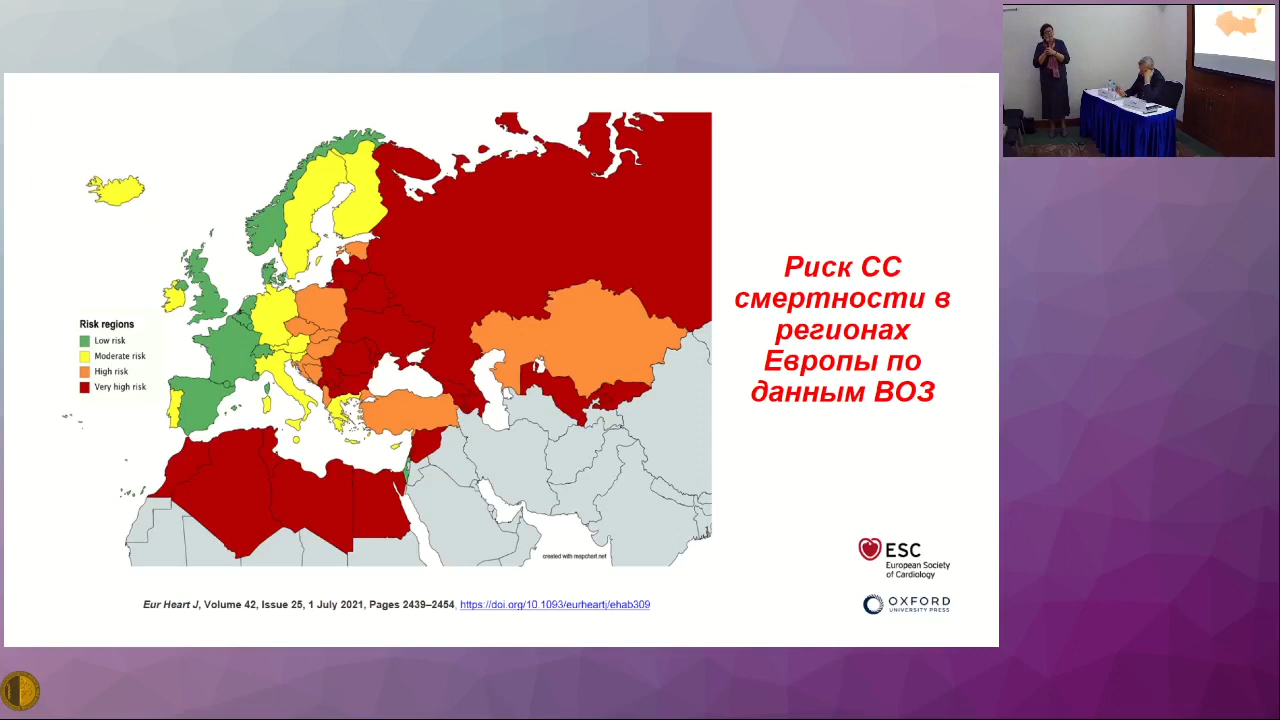 Risk regions
Low risk
Moderate risk
High risk
Very high risk
created with mapchart.net
Риск СС
смертности в
регионах
Европы по
данным ВОЗ
ESC
European Society
of Cardiology
OXFORD
UNIVERSITY PRESS
Eur Heart J, Volume 42, Issue 25, 1 July 2021, Pages 2439–2454, https://doi.org/10.1093/eurheartj/ehab309